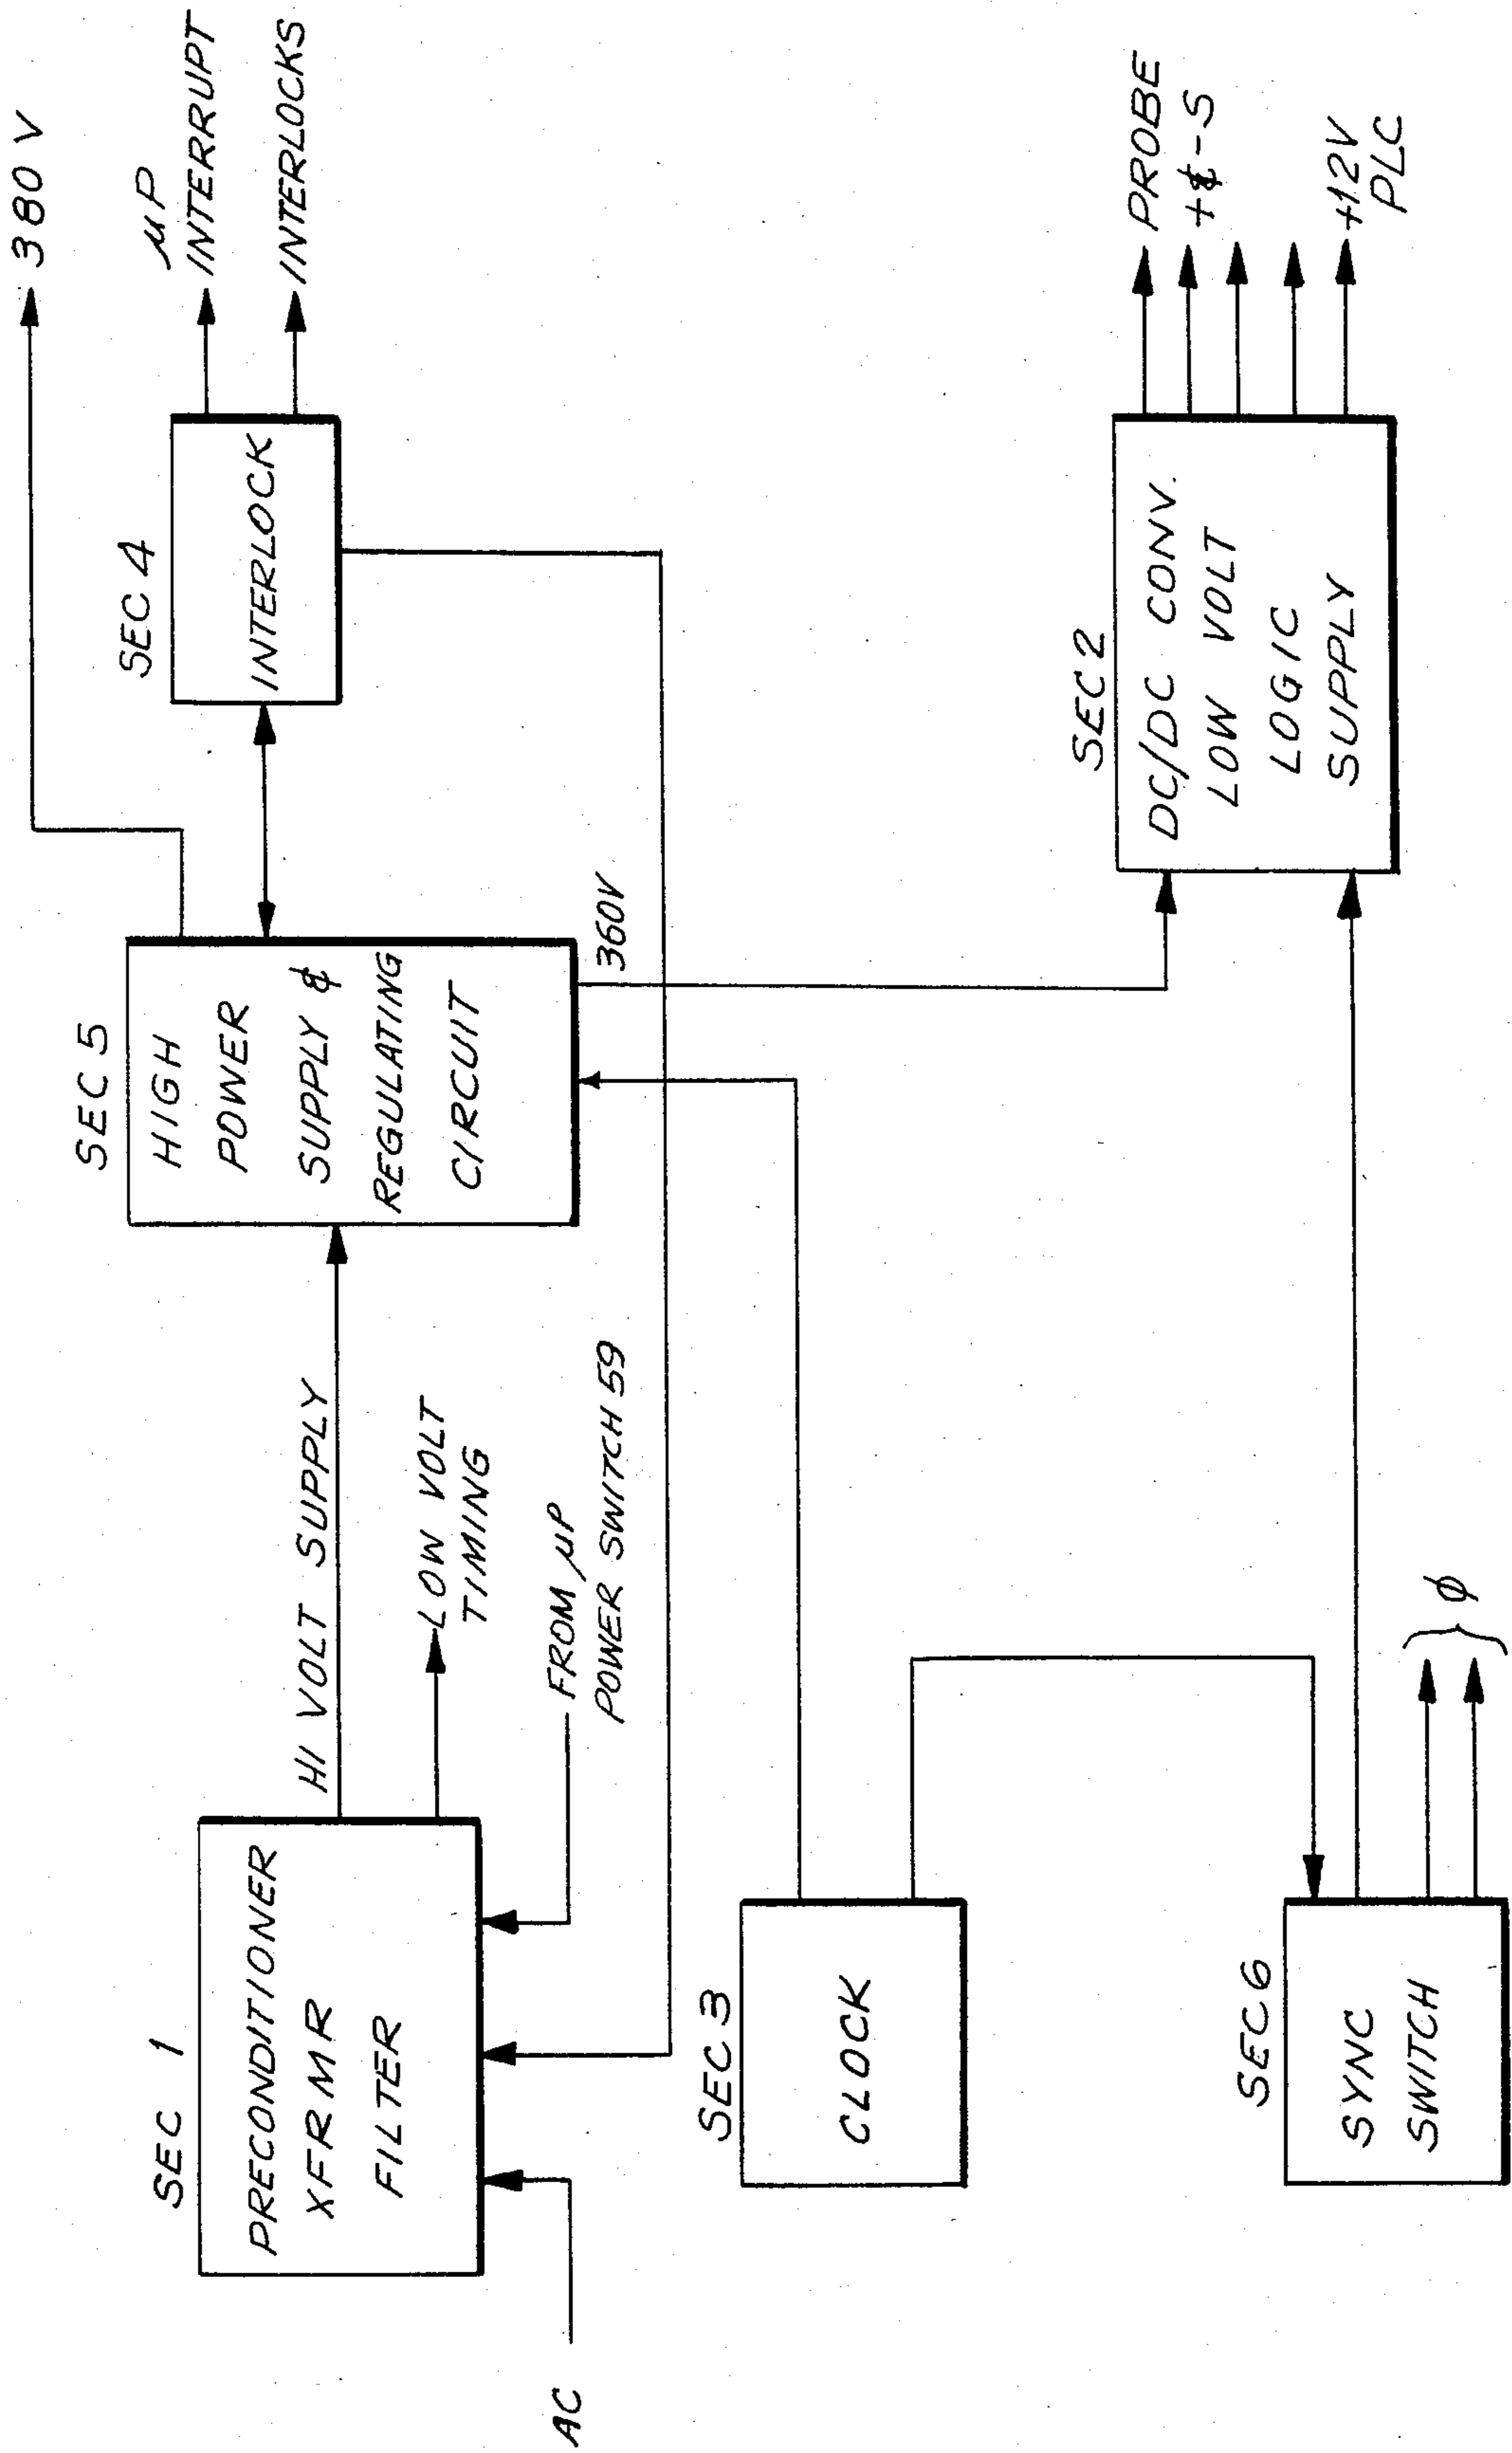 SEC 1
PRECONDITIONER
XFRMR
FILTER
HI VOLT SUPPLY
LOW VOLT
TIMING
FROM μP
POWER SWITCH 59
AC
SEC 5
HIGH
POWER
SUPPLY &
REGULATING
CIRCUIT
360V
380 V
SEC 4
INTERLOCK
μP
INTERRUPT
INTERLOCKS
SEC 3
CLOCK
SEC 6
SYNC
SWITCH
ϕ
SEC 2
DC/DC CONV.
LOW VOLT
LOGIC
SUPPLY
PROBE
+&-S
+12V
PLC